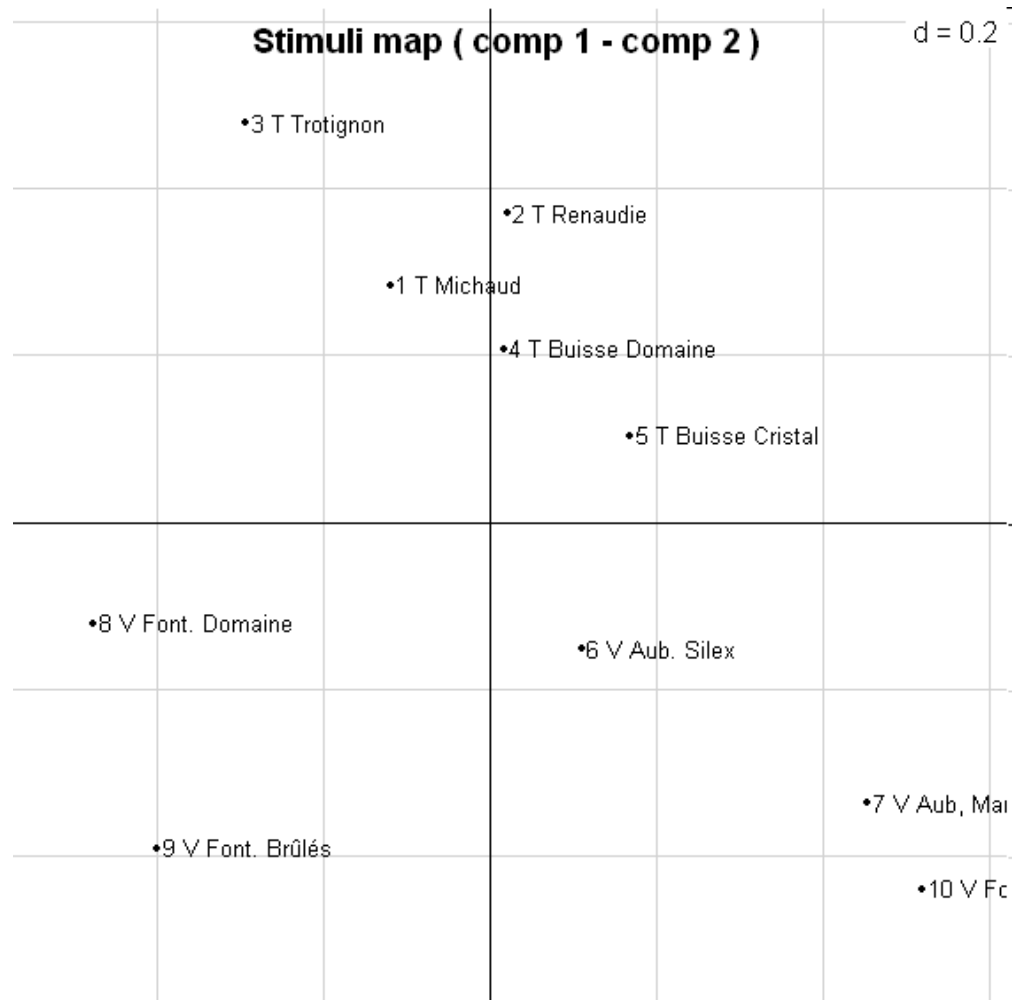 Stimuli map ( comp 1 - comp 2 )
d = 0.2
3 T Trotignon
2 T Renaudie
1 T Michaud
4 T Buisse Domaine
5 T Buisse Cristal
8 V Font. Domaine
6 V Aub. Silex
7 V Aub,
9 V Font. Brûlés
10 V